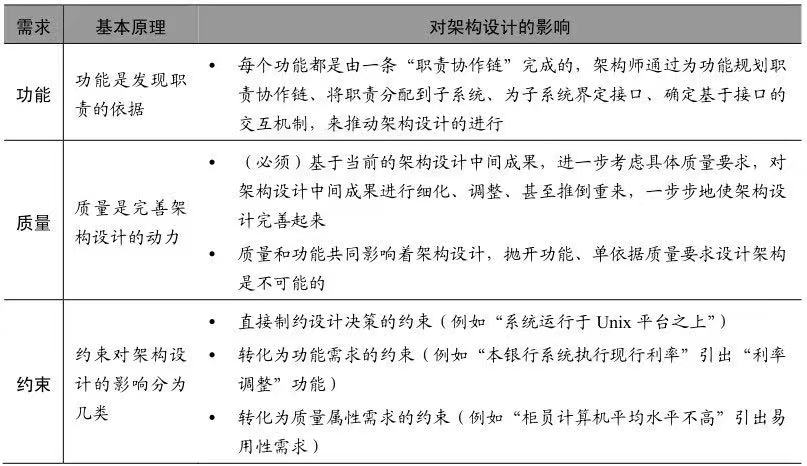 需求 基本原理 对架构设计的影响
功能
功能是发现职
责的依据
• 每个功能都是由一条“职责协作链”完成的，架构师通过为功能规划职
责协作链、将职责分配到子系统、为子系统界定接口、确定基于接口的
交互机制，来推动架构设计的进行
质量
质量是完善架
构设计的动力
• （必须）基于当前的架构设计中间成果，进一步考虑具体质量要求，对
架构设计中间成果进行细化、调整、甚至推倒重来，一步步地使架构设
计完善起来
• 质量和功能共同影响着架构设计，抛开功能、单依据质量要求设计架构
是不可能的
约束
约束对架构设
计的影响分为
几类
• 直接制约设计决策的约束（例如“系统运行于 Unix 平台之上”）
• 转化为功能需求的约束（例如“本银行系统执行现行利率”引出“利率
调整”功能）
• 转化为质量属性需求的约束（例如“柜员计算机平均水平不高”引出易
用性需求）